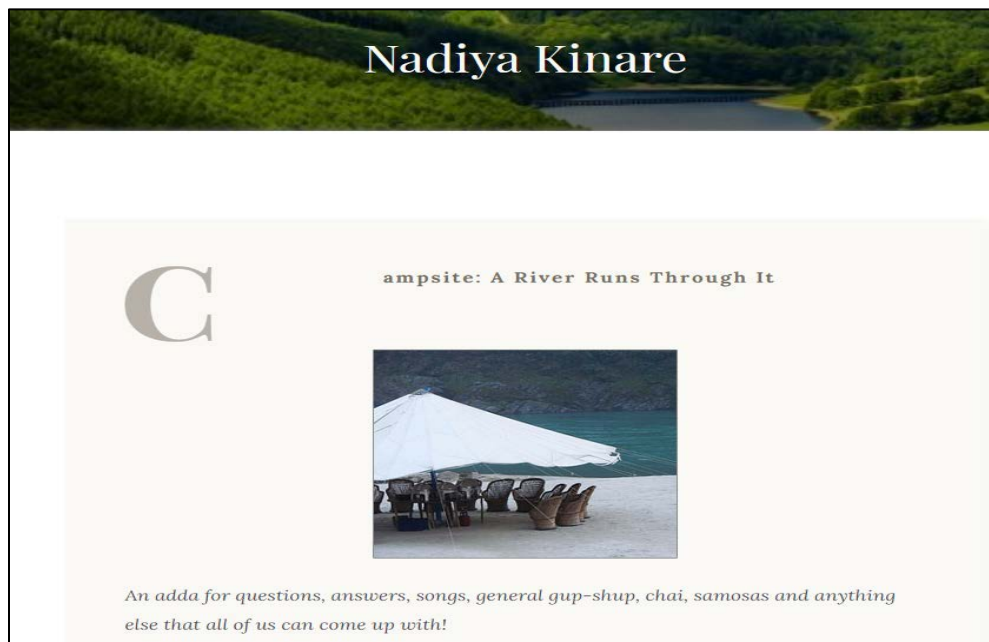 Nadiya Kinare
Campsite: A River Runs Through It
An adda for questions, answers, songs, general gup-shup, chai, samosas and anything
else that all of us can come up with!